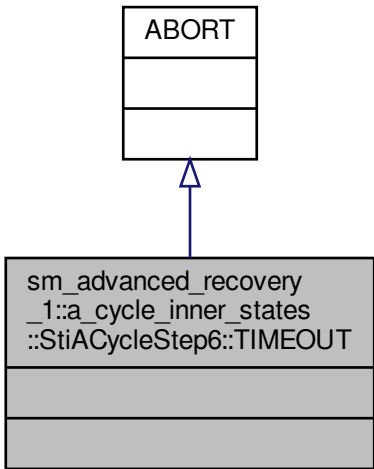 ABORT
sm_advanced_recovery
_1::a_cycle_inner_states
::StiACycleStep6::TIMEOUT